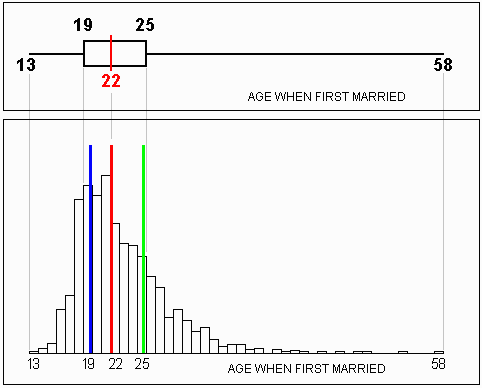 19 25
13 58
22
AGE WHEN FIRST MARRIED
13 19 22 25 58
AGE WHEN FIRST MARRIED